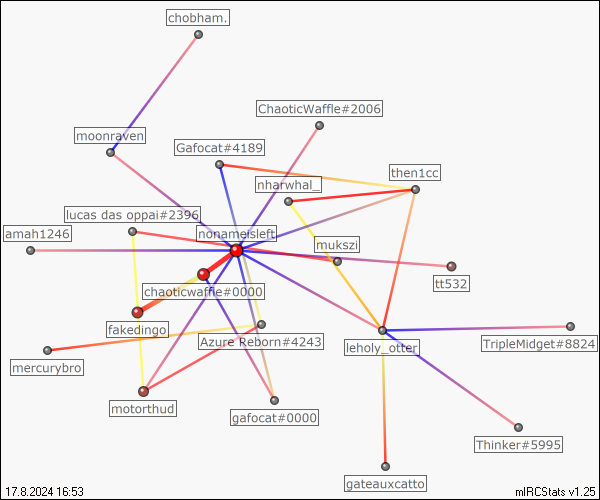 chobham.
ChaoticWaffle#2006
moonraven
Gafocat#4189
then1cc
nharwhal_
lucas das oppai#2396
amah1246
nonameisleft
mukszi
tt532
chaoticwaffle#0000
fakedingo
Azure Reborn#4243
leholy_otter
TripleMidget#8824
mercurybro
motorthud
gafocat#0000
Thinker#5995
gateauxcatto
17.8.2024 16:53
mIRCStats v1.25